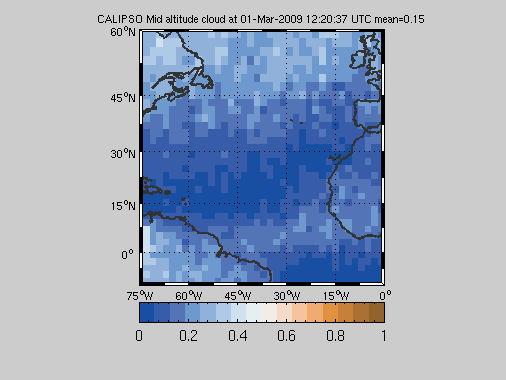 CALIPSO Mid altitude cloud at 01-Mar-2009 12:20:37 UTC mean=0.15
60°N
45°N
30°N
15°N
0°
75°W 60°W 45°W 30°W 15°W 0°
0 0.2 0.4 0.6 0.8 1